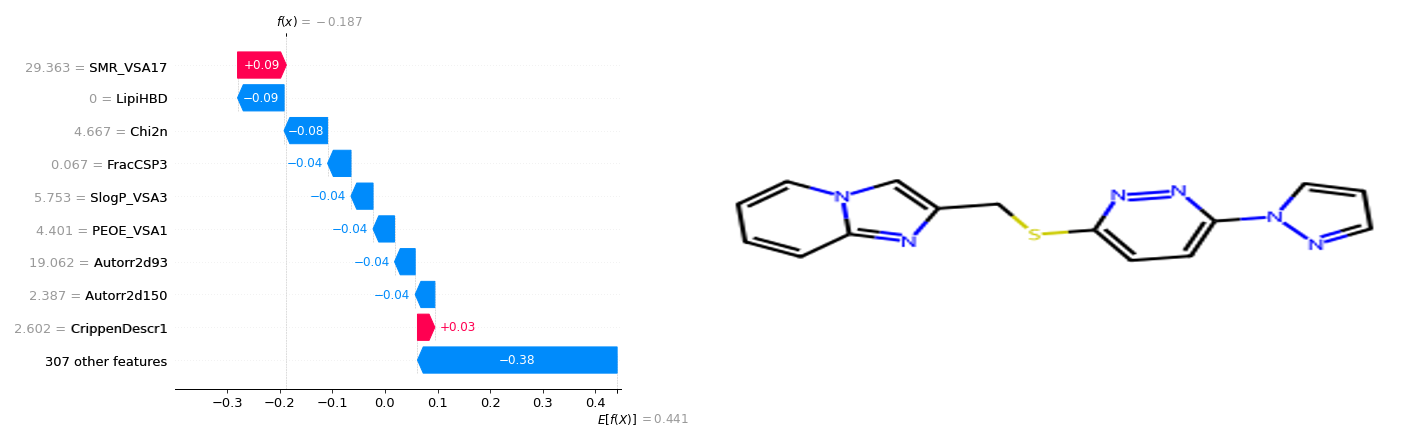 f(x) = −0.187
29.363 = SMR_VSA17
+0.09
0 = LipiHBD
−0.09
4.667 = Chi2n
−0.08
0.067 = FracCSP3
−0.04
5.753 = SlogP_VSA3
−0.04
4.401 = PEOE_VSA1
−0.04
19.062 = Autorr2d93
−0.04
2.387 = Autorr2d150
−0.04
2.602 = CrippenDescr1
+0.03
307 other features
−0.38
−0.3 −0.2 −0.1 0.0 0.1 0.2 0.3 0.4
E[f(X)] = 0.441
N N
N N
N
N
S
N